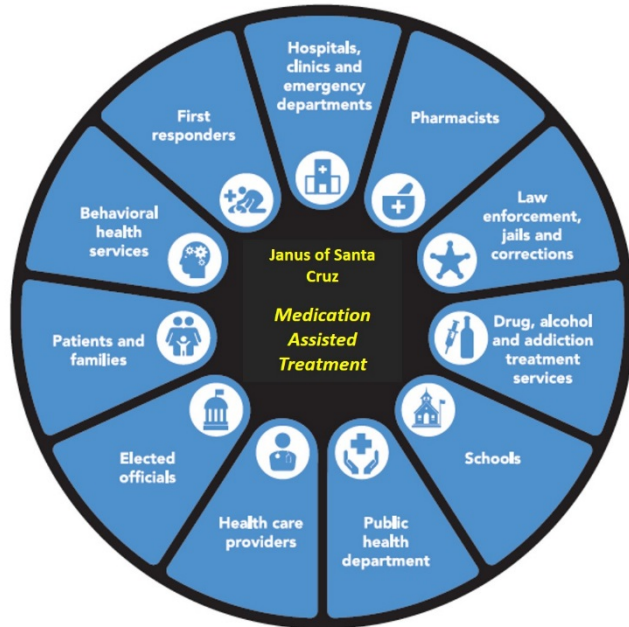 Hospitals,
clinics and
emergency
departments
Pharmacists
Law
enforcement,
jails and
corrections
Drug, alcohol
and addiction
treatment
services
Schools
Public
health
department
Health care
providers
Elected
officials
Patients and
families
Behavioral
health
services
First
responders
Janus of Santa
Cruz
Medication
Assisted
Treatment